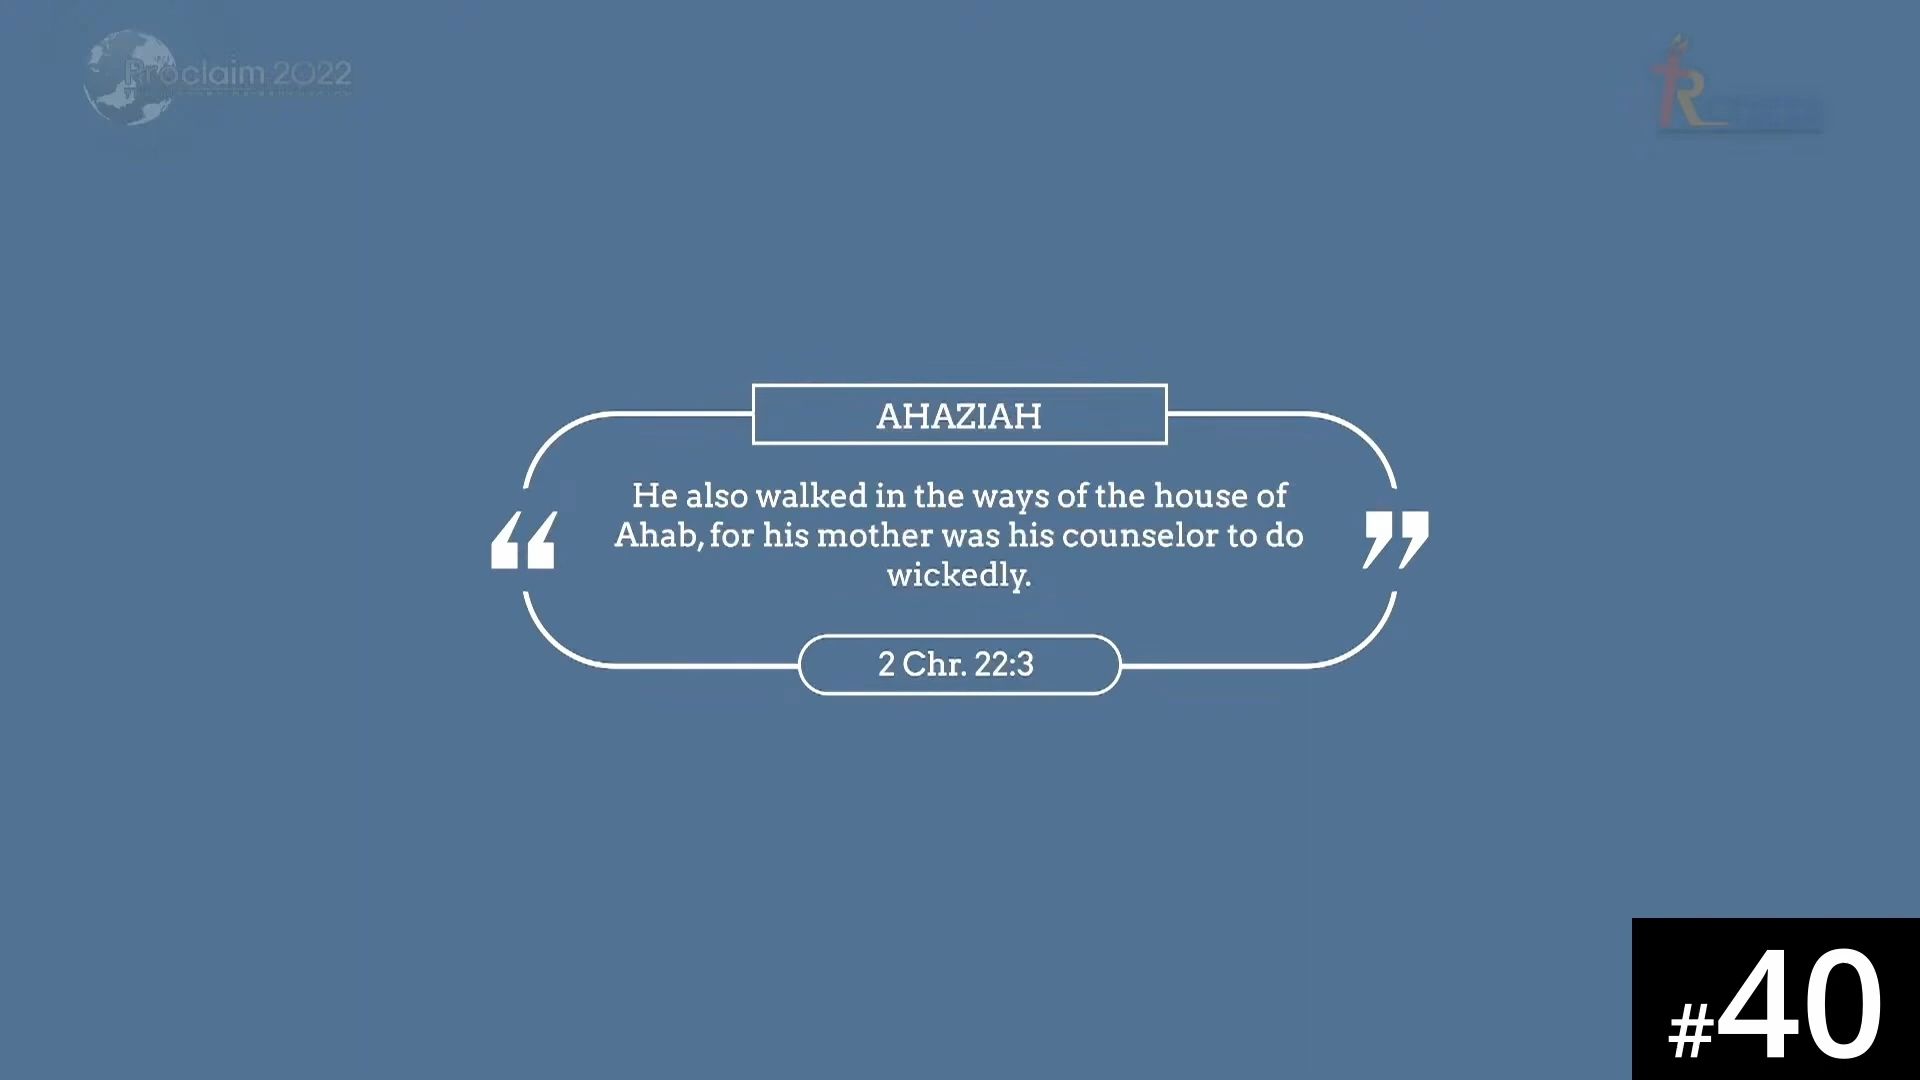 Proclaim 2022
AHAZIAH
He also walked in the ways of the house of
Ahab, for his mother was his counselor to do
wickedly.
2 Chr. 22:3
#40